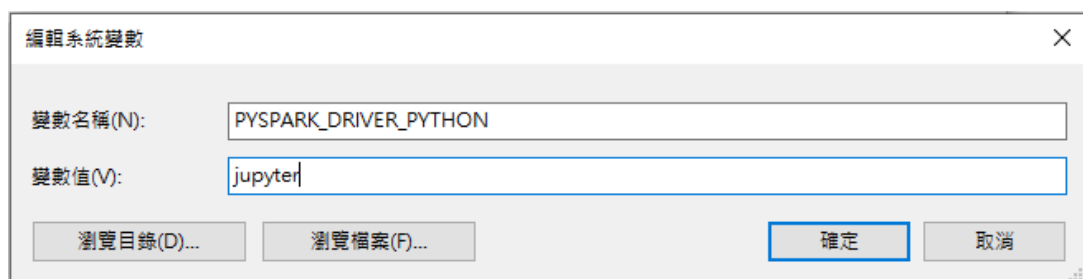 編輯系統變數
變數名稱(N): PYSPARK_DRIVER_PYTHON
變數值(V): jupyter
瀏覽目錄(D)... 瀏覽檔案(F)... 確定 取消